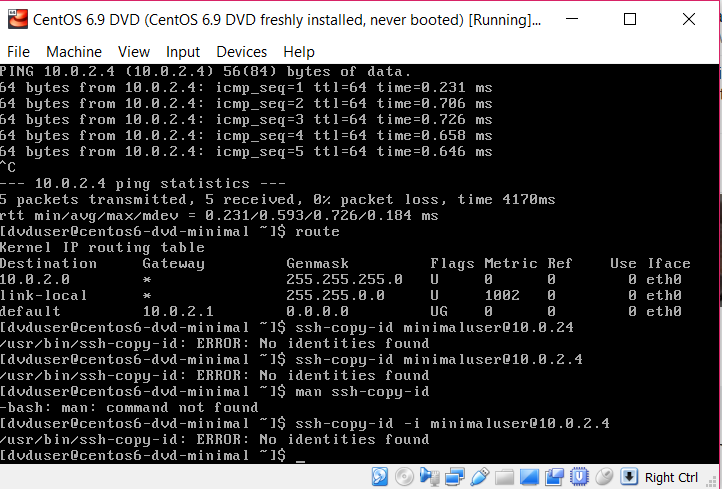 CentOS 6.9 DVD (CentOS 6.9 DVD freshly installed, never booted) [Running]...
File Machine View Input Devices Help
PING 10.0.2.4 (10.0.2.4) 56(84) bytes of data.
64 bytes from 10.0.2.4: icmp_seq=1 ttl=64 time=0.231 ms
64 bytes from 10.0.2.4: icmp_seq=2 ttl=64 time=0.706 ms
64 bytes from 10.0.2.4: icmp_seq=3 ttl=64 time=0.726 ms
64 bytes from 10.0.2.4: icmp_seq=4 ttl=64 time=0.658 ms
64 bytes from 10.0.2.4: icmp_seq=5 ttl=64 time=0.646 ms
^C
--- 10.0.2.4 ping statistics ---
5 packets transmitted, 5 received, 0% packet loss, time 4170ms
rtt min/avg/max/mdev = 0.231/0.593/0.726/0.184 ms
[dvduser@centos6-dvd-minimal ~]$ route
Kernel IP routing table
Destination Gateway Genmask Flags Metric Ref Use Iface
10.0.2.0 * 255.255.255.0 U 0 0 0 eth0
link-local * 255.255.0.0 U 1002 0 0 eth0
default 10.0.2.1 0.0.0.0 UG 0 0 0 eth0
[dvduser@centos6-dvd-minimal ~]$ ssh-copy-id minimaluser@10.0.24
/usr/bin/ssh-copy-id: ERROR: No identities found
[dvduser@centos6-dvd-minimal ~]$ ssh-copy-id minimaluser@10.0.2.4
/usr/bin/ssh-copy-id: ERROR: No identities found
[dvduser@centos6-dvd-minimal ~]$ man ssh-copy-id
-bash: man: command not found
[dvduser@centos6-dvd-minimal ~]$ ssh-copy-id -i minimaluser@10.0.2.4
/usr/bin/ssh-copy-id: ERROR: No identities found
[dvduser@centos6-dvd-minimal ~]$ _
Right Ctrl